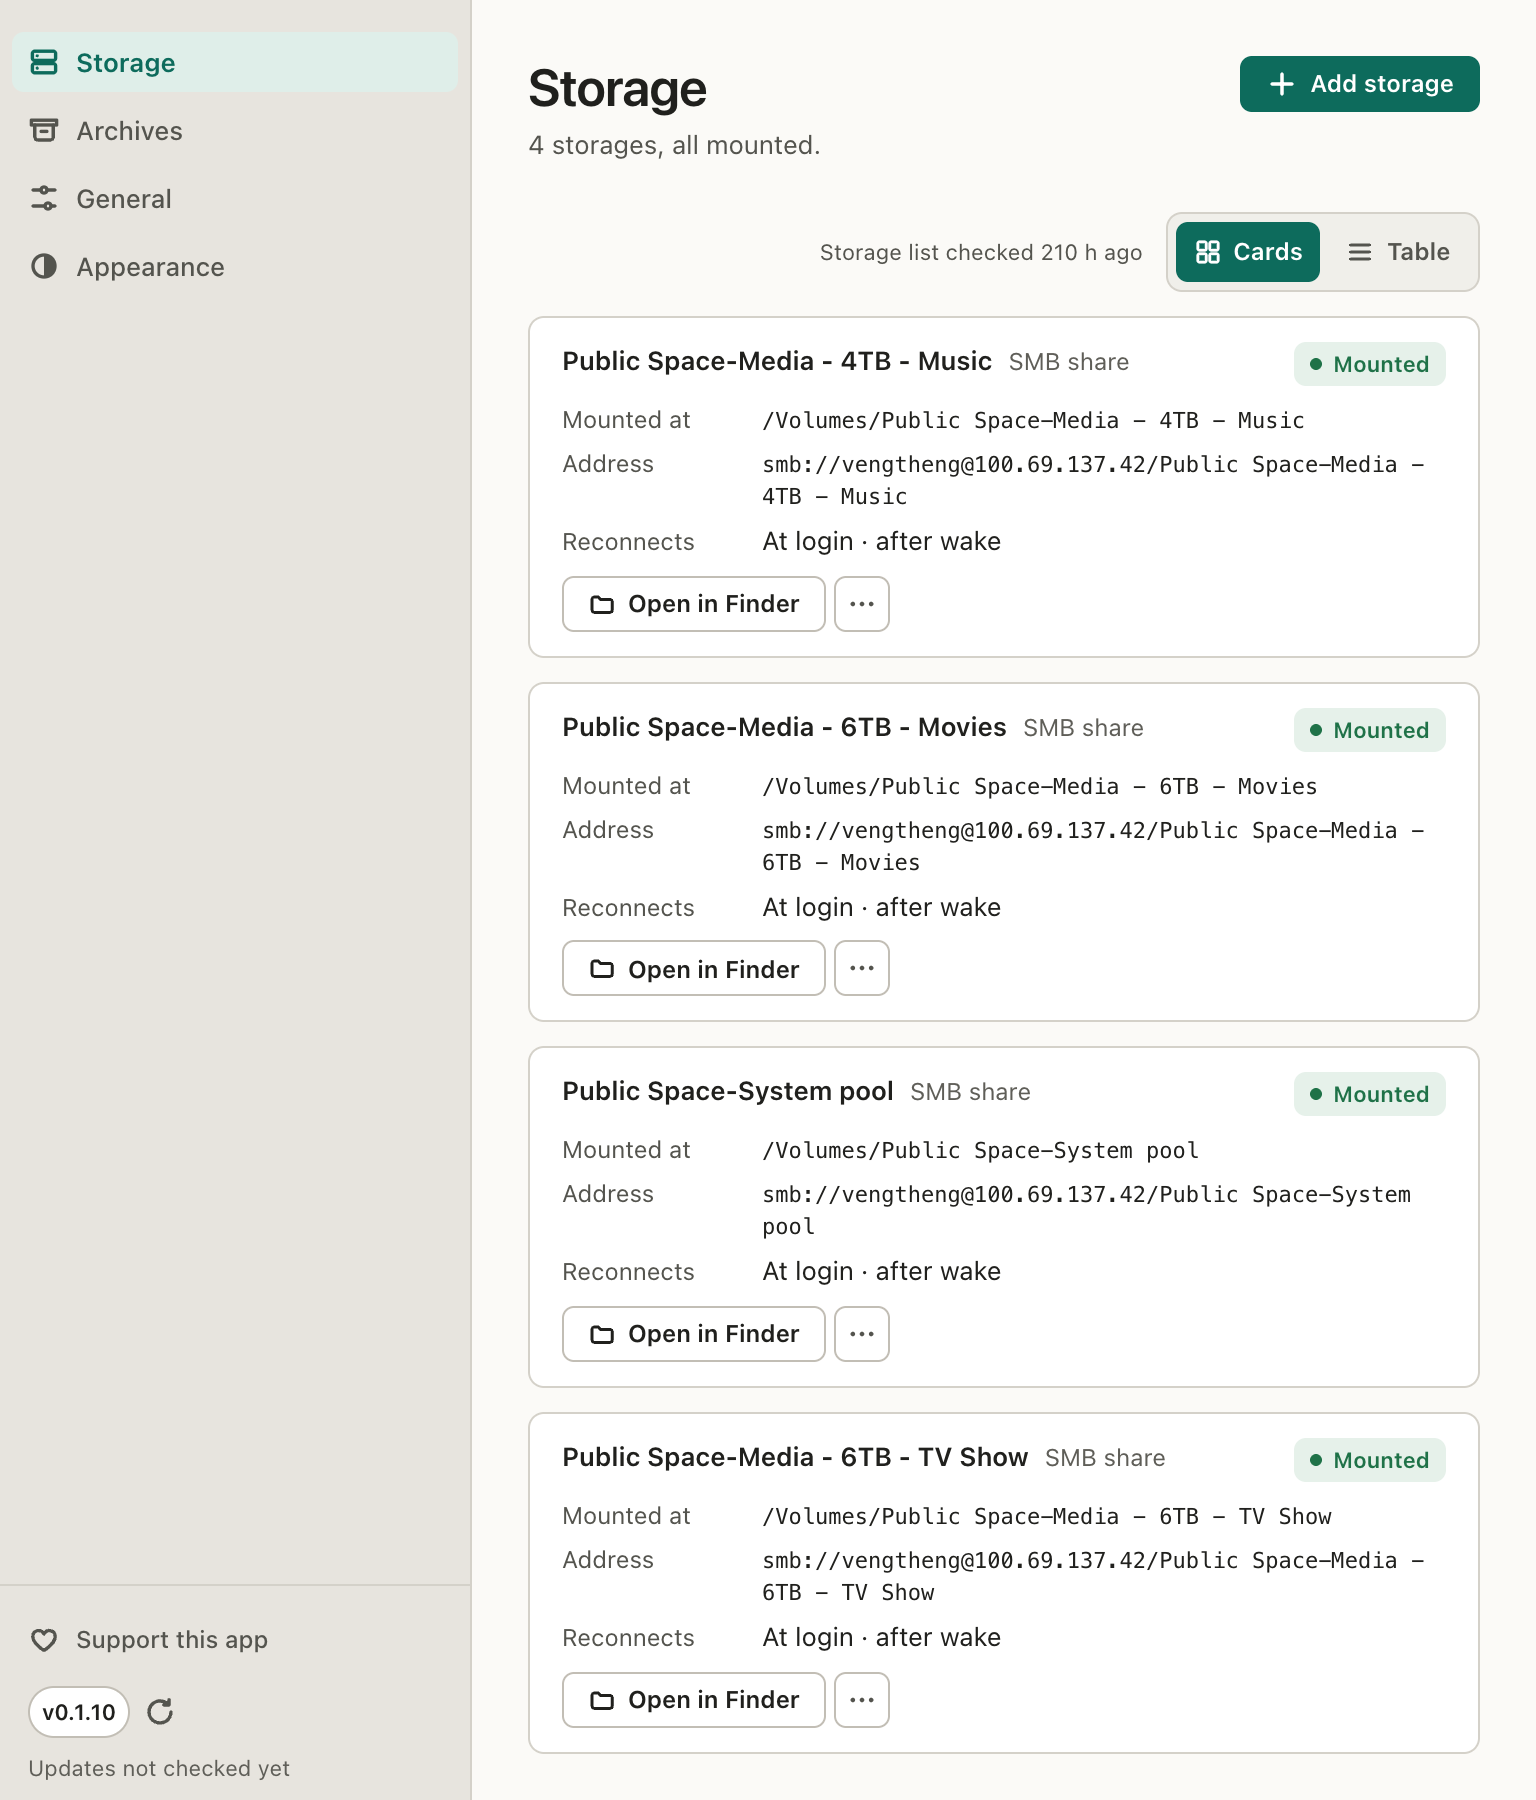 Storage
Archives
General
Appearance
Support this app
v0.1.10
Updates not checked yet
Storage
Add storage
4 storages, all mounted.
Storage list checked 210 h ago
Cards
Table
Public Space-Media - 4TB - Music SMB share
Mounted
Mounted at /Volumes/Public Space-Media - 4TB - Music
Address smb://vengtheng@100.69.137.42/Public Space-Media -
4TB - Music
Reconnects At login · after wake
Open in Finder
Public Space-Media - 6TB - Movies SMB share
Mounted
Mounted at /Volumes/Public Space-Media - 6TB - Movies
Address smb://vengtheng@100.69.137.42/Public Space-Media -
6TB - Movies
Reconnects At login · after wake
Open in Finder
Public Space-System pool SMB share
Mounted
Mounted at /Volumes/Public Space-System pool
Address smb://vengtheng@100.69.137.42/Public Space-System
pool
Reconnects At login · after wake
Open in Finder
Public Space-Media - 6TB - TV Show SMB share
Mounted
Mounted at /Volumes/Public Space-Media - 6TB - TV Show
Address smb://vengtheng@100.69.137.42/Public Space-Media -
6TB - TV Show
Reconnects At login · after wake
Open in Finder